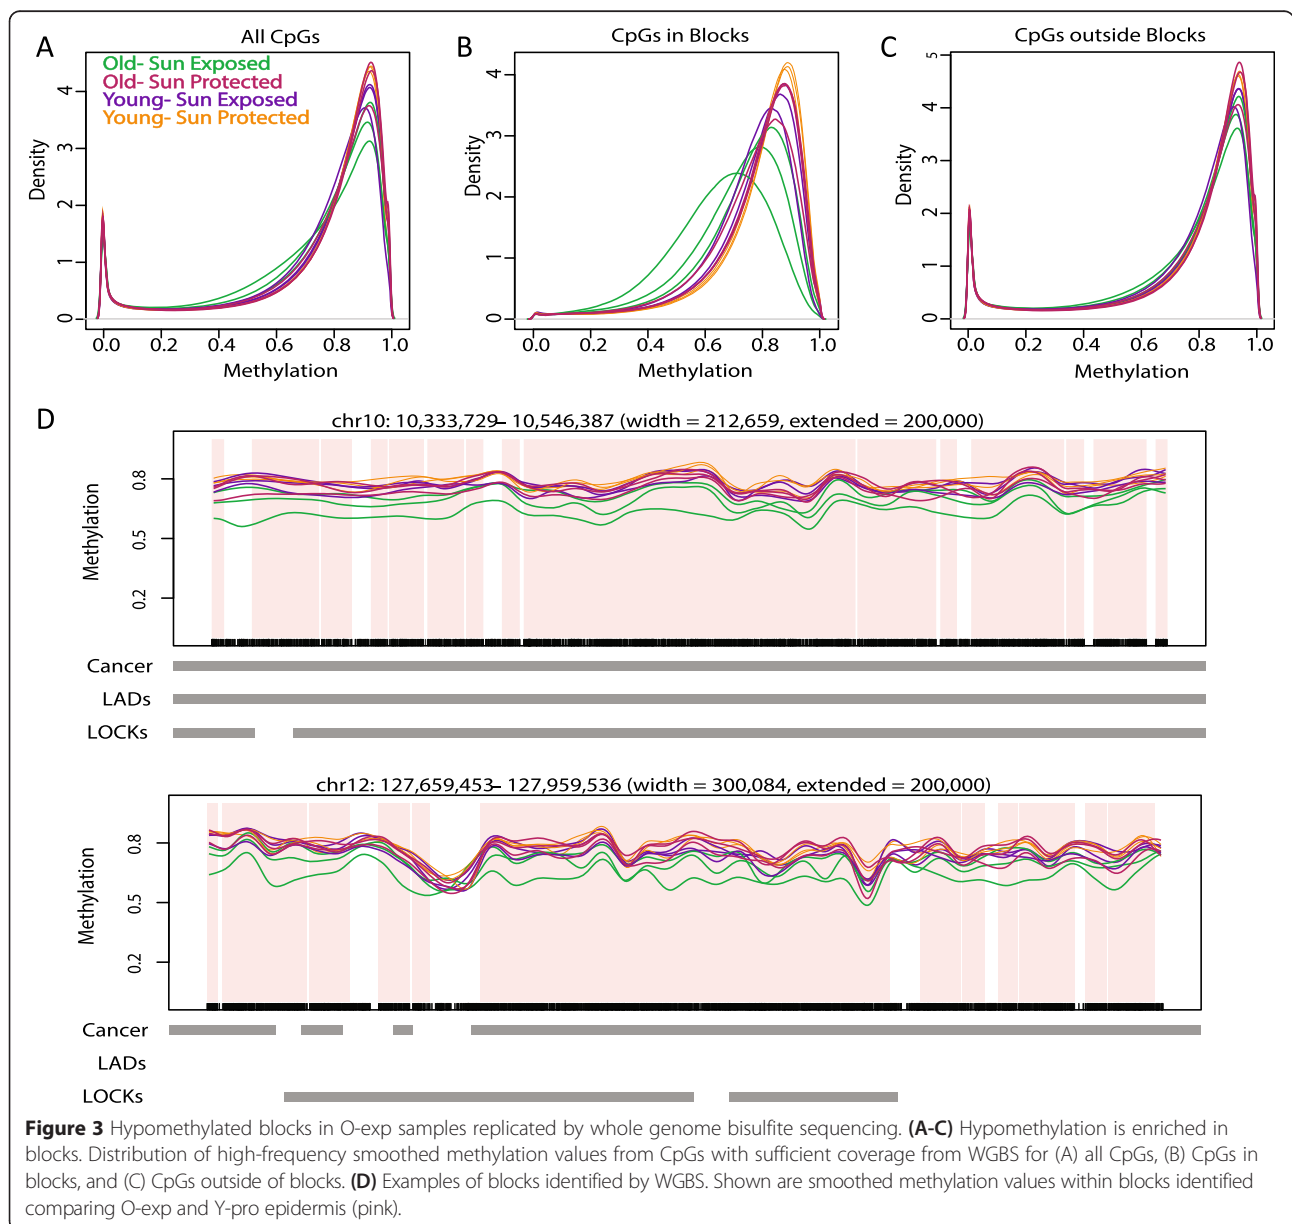 A
All CpGs
Old- Sun Exposed
Old- Sun Protected
Young- Sun Exposed
Young- Sun Protected
Density
0 1 2 3 4
0.0 0.2 0.4 0.6 0.8 1.0
Methylation
B
CpGs in Blocks
Density
0 1 2 3 4
0.0 0.2 0.4 0.6 0.8 1.0
Methylation
C
CpGs outside Blocks
Density
0 1 2 3 4 5
0.0 0.2 0.4 0.6 0.8 1.0
Methylation
D
chr10: 10,333,729– 10,546,387 (width = 212,659, extended = 200,000)
Methylation
0.2 0.5 0.8
Cancer
LADs
LOCKs
chr12: 127,659,453– 127,959,536 (width = 300,084, extended = 200,000)
Methylation
0.2 0.5 0.8
Cancer
LADs
LOCKs
Figure 3 Hypomethylated blocks in O-exp samples replicated by whole genome bisulfite sequencing. (A-C) Hypomethylation is enriched in
blocks. Distribution of high-frequency smoothed methylation values from CpGs with sufficient coverage from WGBS for (A) all CpGs, (B) CpGs in
blocks, and (C) CpGs outside of blocks. (D) Examples of blocks identified by WGBS. Shown are smoothed methylation values within blocks identified
comparing O-exp and Y-pro epidermis (pink).